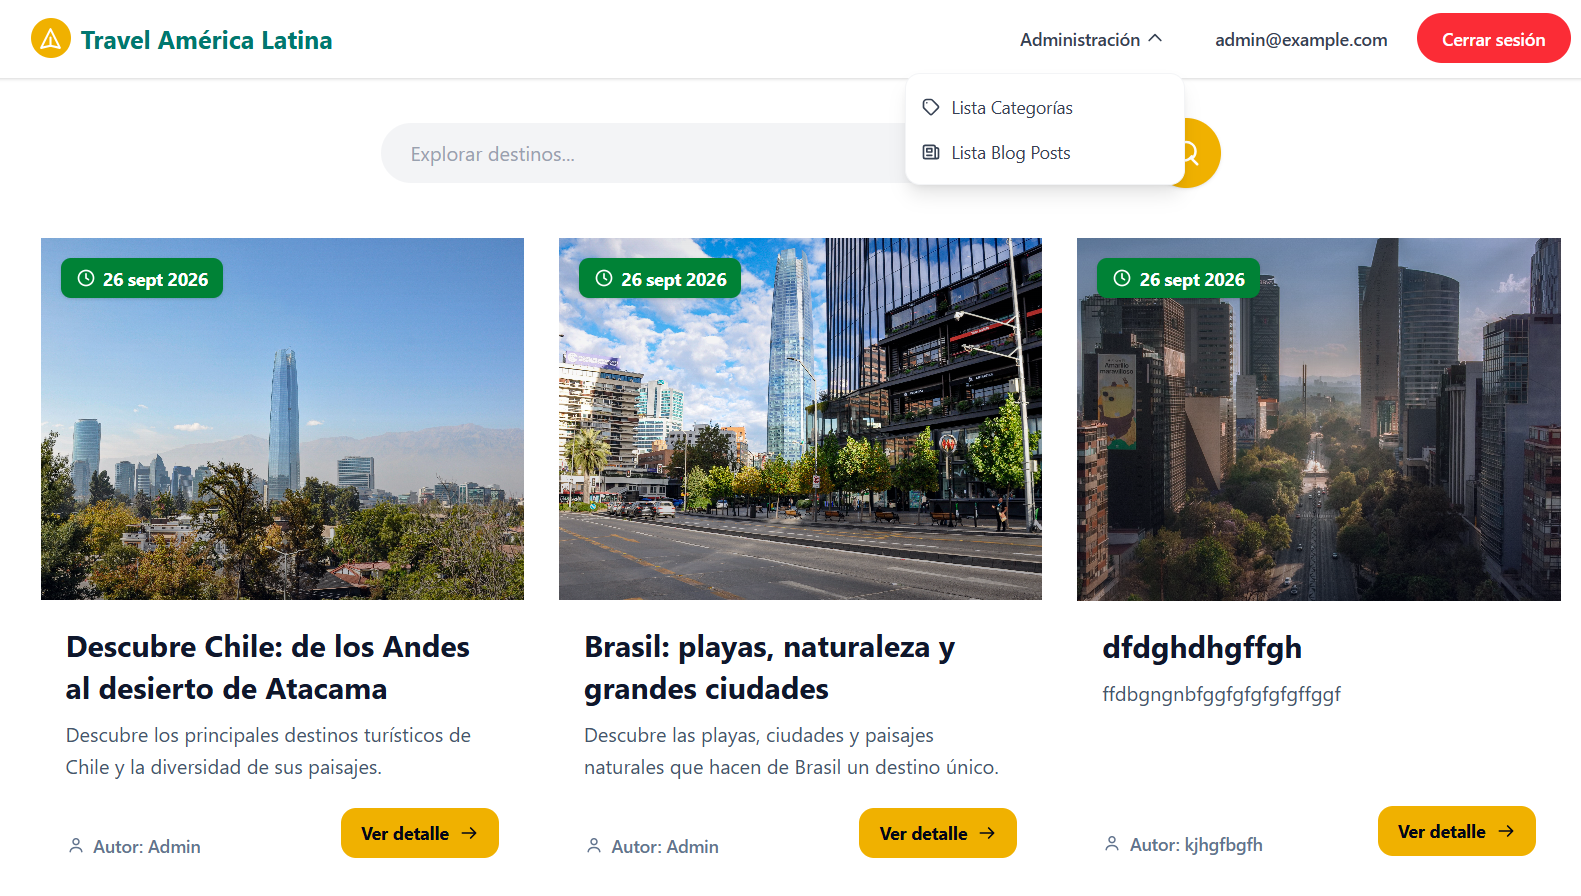 Travel América Latina
Administración
admin@example.com
Cerrar sesión
Lista Categorías
Lista Blog Posts
Explorar destinos...
26 sept 2026
26 sept 2026
26 sept 2026
Amarillo
maravilloso
Descubre Chile: de los Andes
al desierto de Atacama
Descubre los principales destinos turísticos de
Chile y la diversidad de sus paisajes.
Autor: Admin
Ver detalle
Brasil: playas, naturaleza y
grandes ciudades
Descubre las playas, ciudades y paisajes
naturales que hacen de Brasil un destino único.
Autor: Admin
Ver detalle
dfdghdhgffgh
ffdbgngnbfggfgfgfgfgffggf
Autor: kjhgfbgfh
Ver detalle